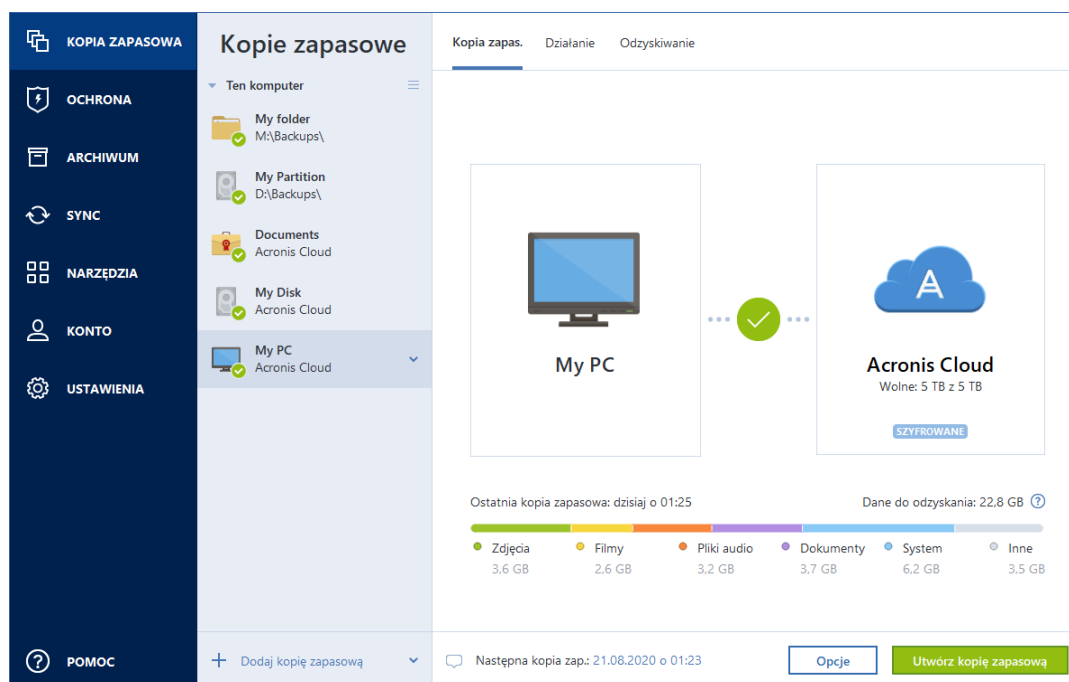 KOPIA ZAPASOWA
OCHRONA
ARCHIWUM
SYNC
NARZĘDZIA
KONTO
USTAWIENIA
POMOC
Kopie zapasowe
Ten komputer
My folder
M:\Backups\
My Partition
D:\Backups\
Documents
Acronis Cloud
My Disk
Acronis Cloud
My PC
Acronis Cloud
Dodaj kopię zapasową
Kopia zapas. Działanie Odzyskiwanie
My PC
A
Acronis Cloud
Wolne: 5 TB z 5 TB
SZYFROWANE
Ostatnia kopia zapasowa: dzisiaj o 01:25 Dane do odzyskania: 22,8 GB ?
Zdjęcia Filmy Pliki audio Dokumenty System Inne
3,6 GB 2,6 GB 3,2 GB 3,7 GB 6,2 GB 3,5 GB
Następna kopia zap.: 21.08.2020 o 01:23 Opcje Utwórz kopię zapasową